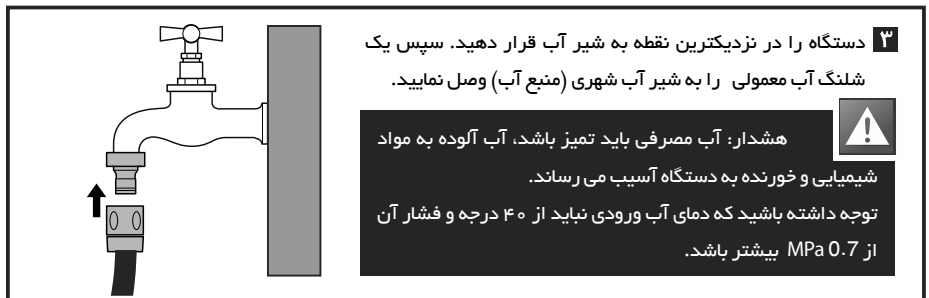 ۳ دستگاه را در نزدیکترین نقطه به شیر آب قرار دهید. سپس یک
شلنگ آب معمولی را به شیر آب شهری (منبع آب) وصل نمایید.
هشدار: آب مصرفی باید تمیز باشد، آب آلوده به مواد
شیمیایی و خورنده به دستگاه آسیب می رساند.
توجه داشته باشید که دمای آب ورودی نباید از ۴۰ درجه و فشار آن
از 0.7 MPa بیشتر باشد.